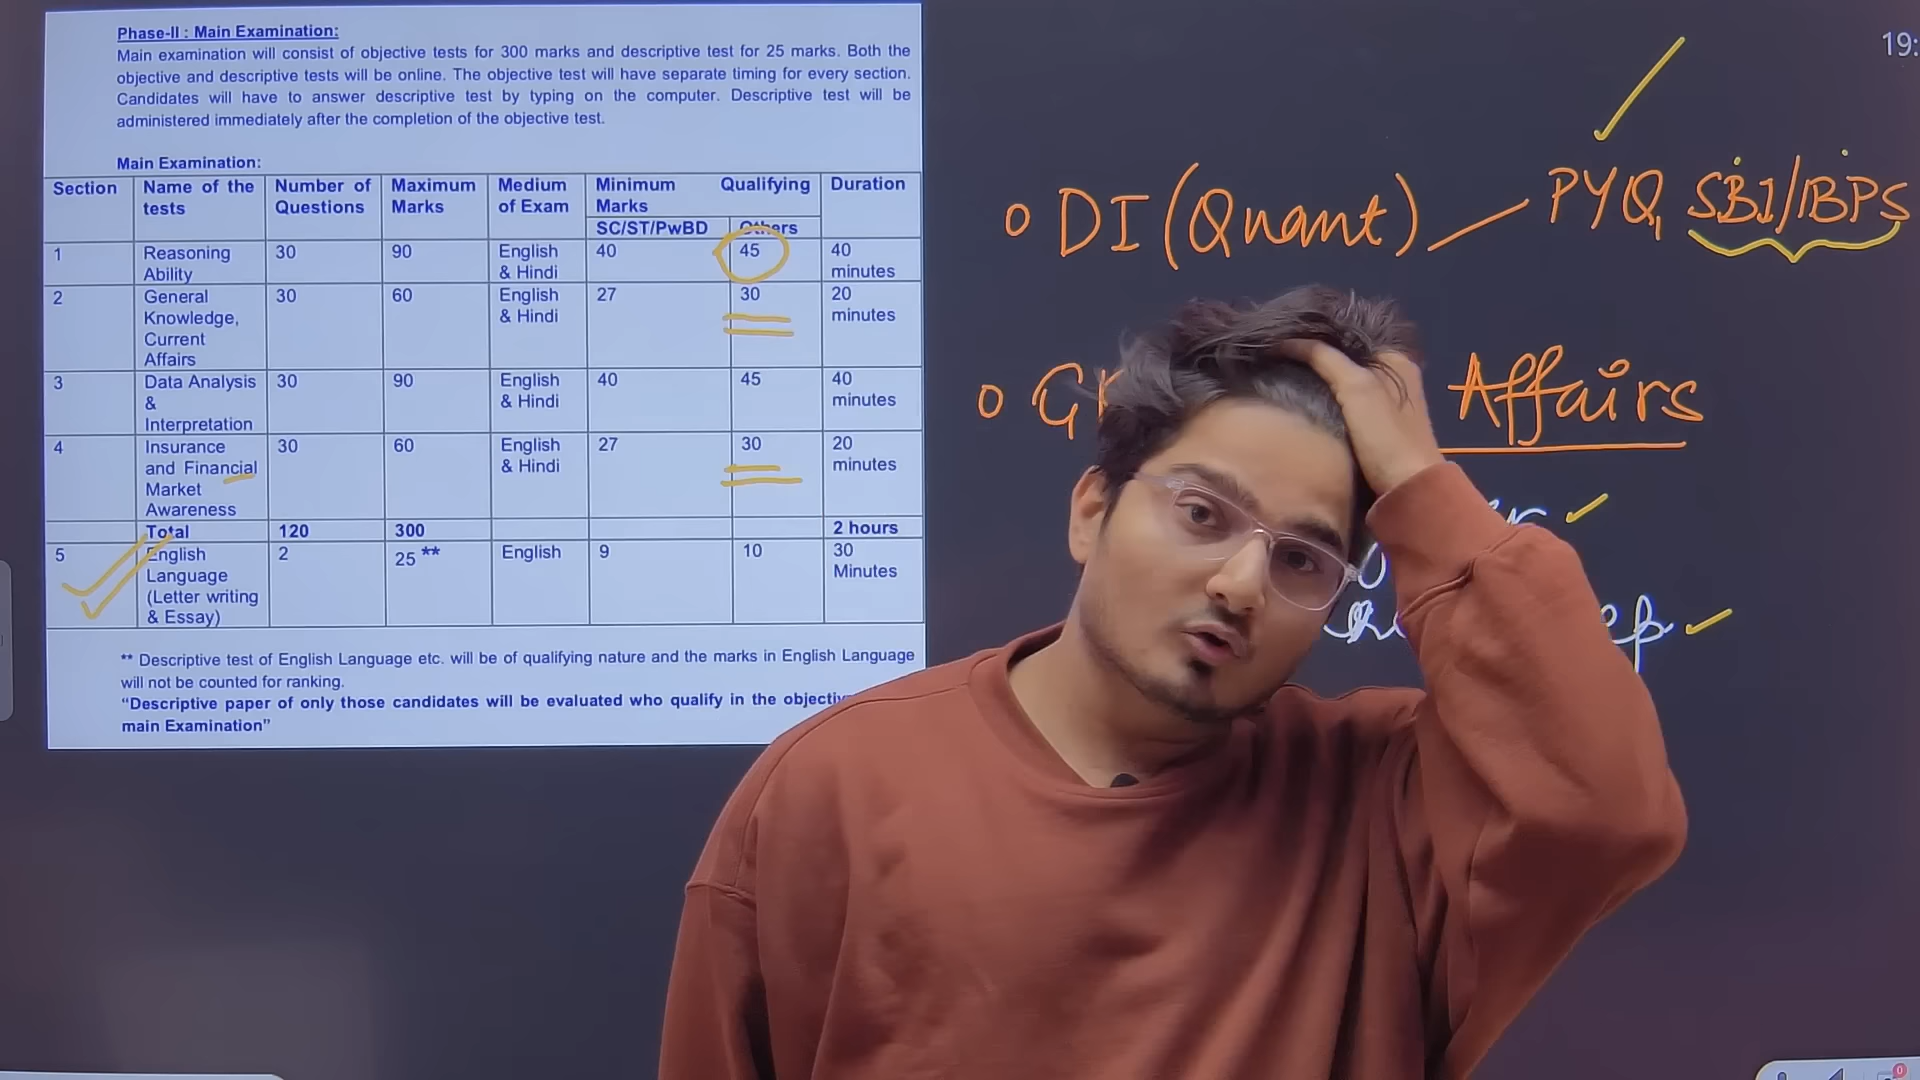 Phase-II : Main Examination:
Main examination will consist of objective tests for 300 marks and descriptive test for 25 marks. Both the
objective and descriptive tests will be online. The objective test will have separate timing for every section.
Candidates will have to answer descriptive test by typing on the computer. Descriptive test will be
administered immediately after the completion of the objective test.
Main Examination:
Section Name of the tests Number of Questions Maximum Marks Medium of Exam Minimum Qualifying Marks Duration
SC/ST/PwBD Others
1 Reasoning Ability 30 90 English & Hindi 40 45 40 minutes
2 General Knowledge, Current Affairs 30 60 English & Hindi 27 30 20 minutes
3 Data Analysis & Interpretation 30 90 English & Hindi 40 45 40 minutes
4 Insurance and Financial Market Awareness 30 60 English & Hindi 27 30 20 minutes
Total 120 300 2 hours
5 English Language (Letter writing & Essay) 2 25 ** English 9 10 30 Minutes
** Descriptive test of English Language etc. will be of qualifying nature and the marks in English Language
will not be counted for ranking.
“Descriptive paper of only those candidates will be evaluated who qualify in the
main Examination”
19:
DI (Quant) PYQ, SBI/IBPS
Affairs